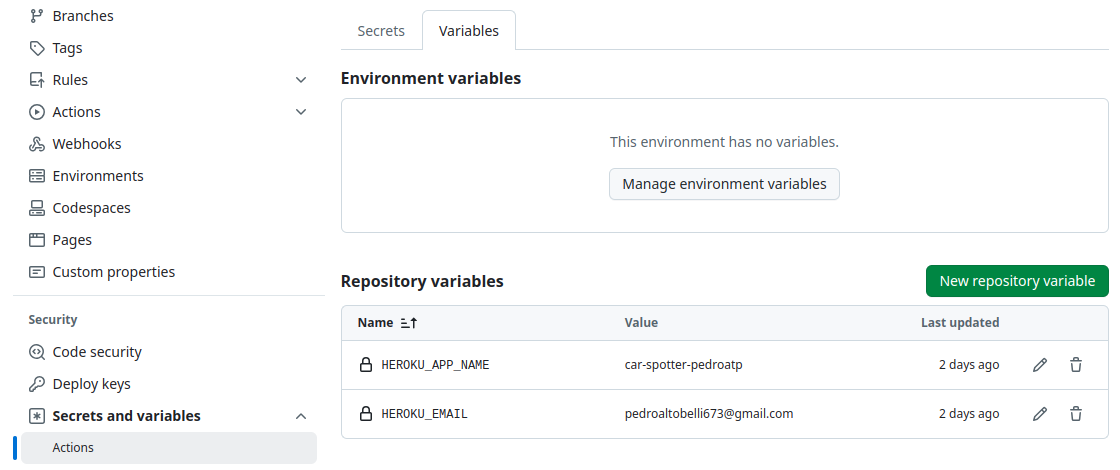 Branches
Tags
Rules
Actions
Webhooks
Environments
Codespaces
Pages
Custom properties
Security
Code security
Deploy keys
Secrets and variables
Actions
Secrets
Variables
Environment variables
This environment has no variables.
Manage environment variables
Repository variables
New repository variable
Name Value Last updated
HEROKU_APP_NAME car-spotter-pedroatp 2 days ago
HEROKU_EMAIL pedroaltobelli673@gmail.com 2 days ago